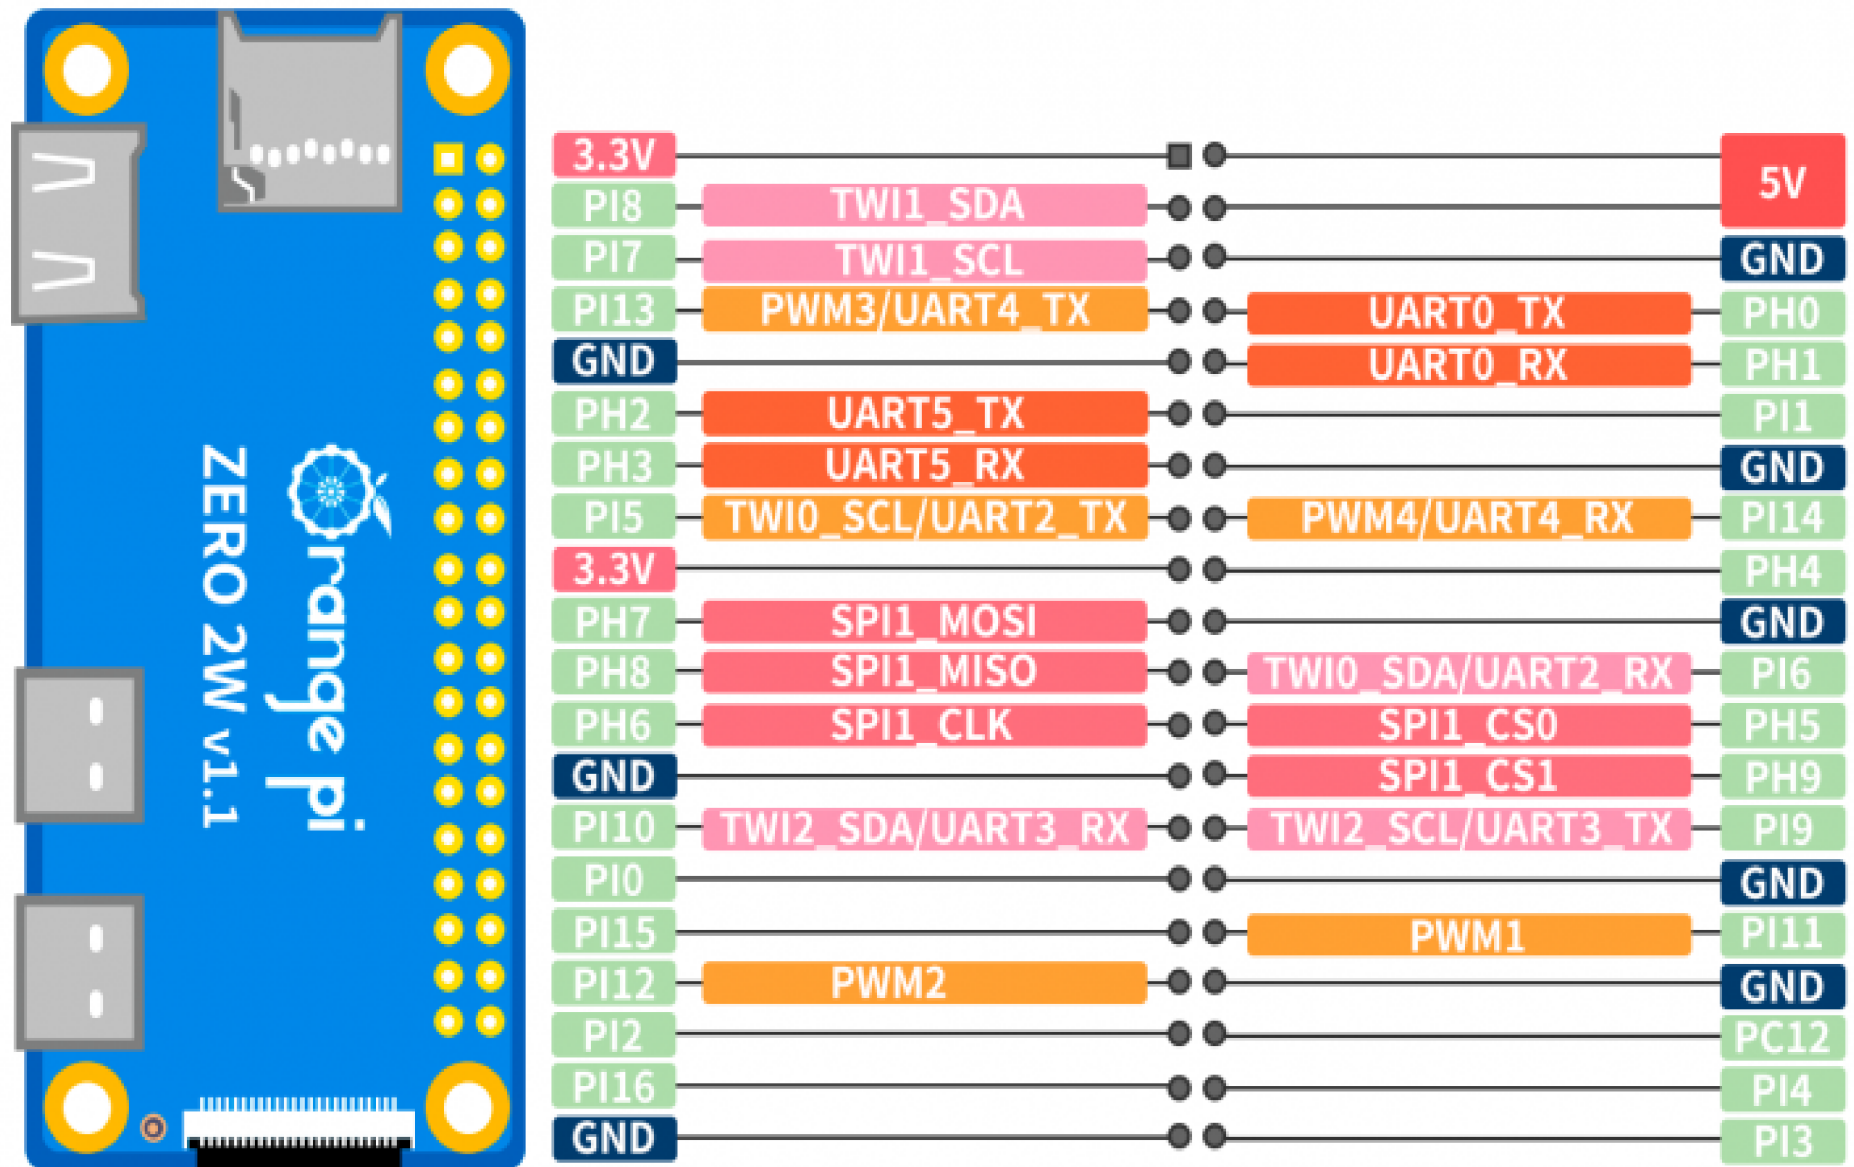 3.3V
5V
PI8 TWI1_SDA
PI7 TWI1_SCL GND
PI13 PWM3/UART4_TX UART0_TX PH0
GND UART0_RX PH1
PH2 UART5_TX PI1
PH3 UART5_RX GND
PI5 TWI0_SCL/UART2_TX PWM4/UART4_RX PI14
3.3V PH4
PH7 SPI1_MOSI GND
PH8 SPI1_MISO TWI0_SDA/UART2_RX PI6
PH6 SPI1_CLK SPI1_CS0 PH5
GND SPI1_CS1 PH9
PI10 TWI2_SDA/UART3_RX TWI2_SCL/UART3_TX PI9
PI0 GND
PI15 PWM1 PI11
PI12 PWM2 GND
PI2 PC12
PI16 PI4
GND PI3
Orange pi
ZERO 2W v1.1